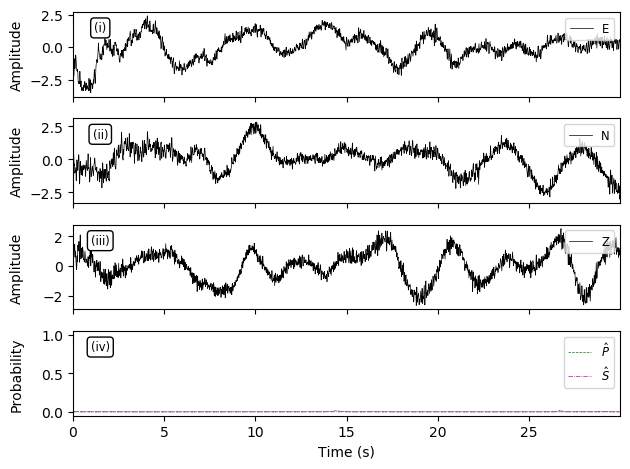 2.5
0.0
−2.5
Amplitude
(i)
E
2.5
0.0
−2.5
Amplitude
(ii)
N
2
0
−2
Amplitude
(iii)
Z
1.0
0.5
0.0
Probability
(iv)
P̂
Ŝ
0 5 10 15 20 25
Time (s)